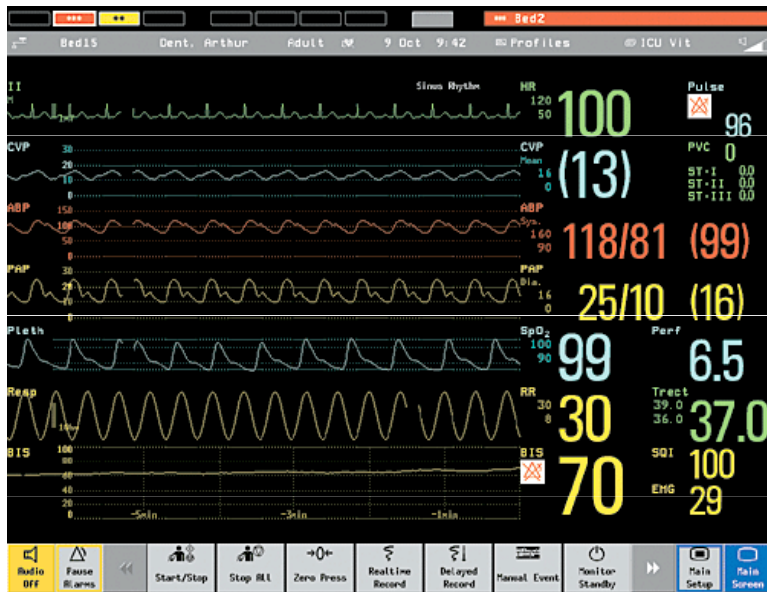 *** ** *** Bed2
Bed15 Dent, Arthur Adult 9 Oct 9:42 Profiles ICU Vit
II Sinus Rhythm HR Pulse
M 120 100
1mV 50 96
CVP 30 CVP (13) PVC 0
20 Mean 16 ST-I 0.0
10 0 ST-II 0.0
0 ST-III 0.0
ABP 150 ABP
100 Sys. 118/81 (99)
50 160
0 90
PAP 30 PAP
20 Dia. 25/10 (16)
10 16
0 0
Pleth SpO2 99 Perf 6.5
100
90
Resp RR 30 Trect 37.0
30 39.0
8 36.0
BIS 100 BIS 70 SQI 100
80
60
40 EMG 29
20
0 -5min -3min -1min
Audio OFF
Pause Alarms
Start/Stop
Stop All
→0← Zero Press
Realtime Record
Delayed Record
Manual Event
Monitor Standby
Main Setup
Main Screen